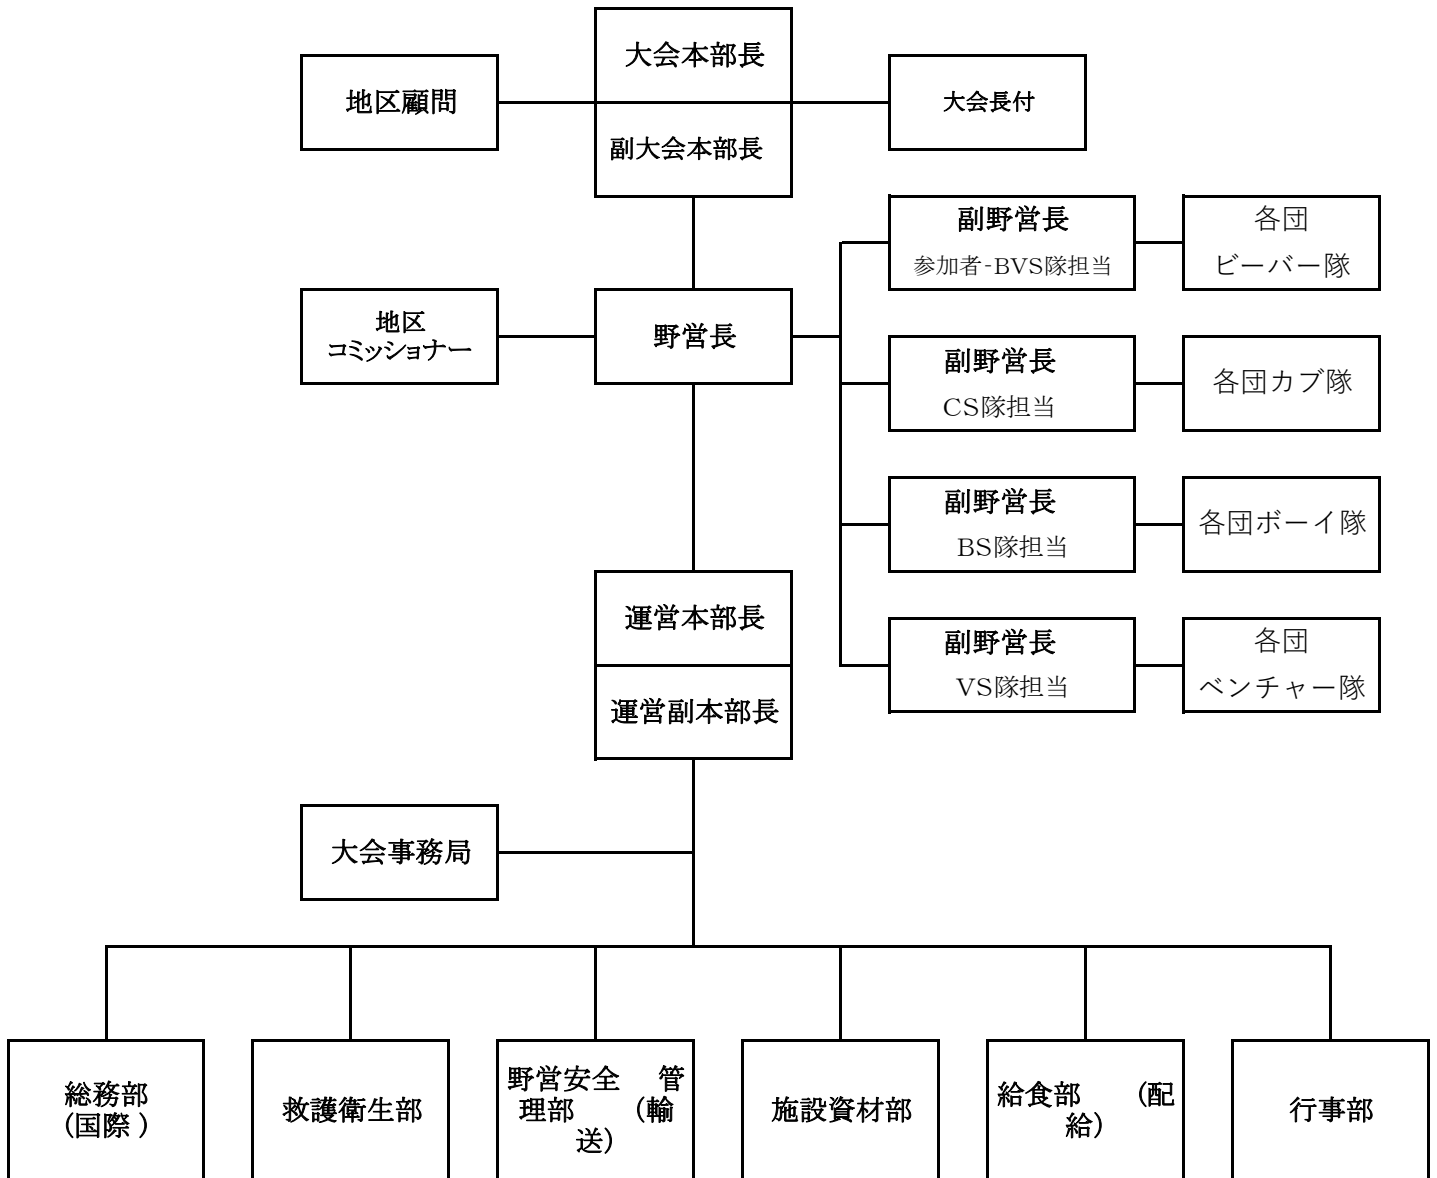 大会本部長
地区顧問
大会長付
副大会本部長
副野営長
参加者-BVS隊担当
各団
ビーバー隊
地区
コミッショナー
野営長
副野営長
CS隊担当
各団カブ隊
副野営長
BS隊担当
各団ボーイ隊
運営本部長
運営副本部長
副野営長
VS隊担当
各団
ベンチャー隊
大会事務局
総務部
(国際 )
救護衛生部
野営安全　管
理部　　(輸
送)
施設資材部
給食部　　(配
給)
行事部